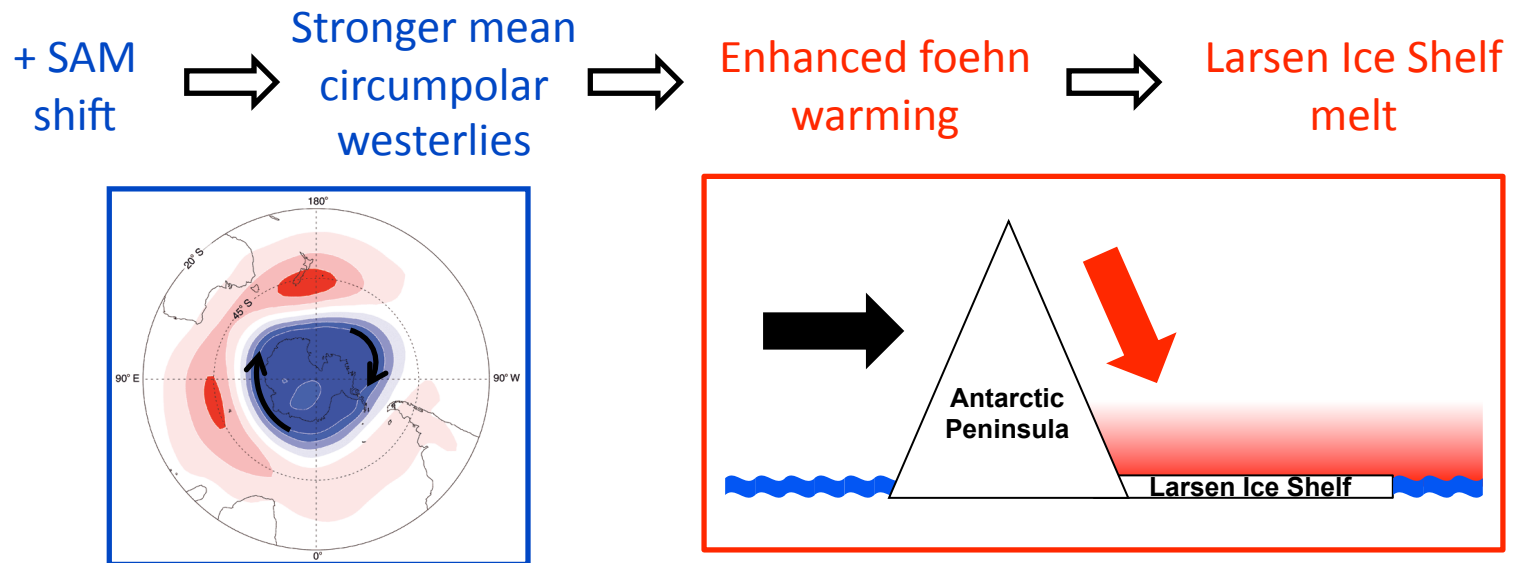 + SAM
shift
Stronger mean
circumpolar
westerlies
Enhanced foehn
warming
Larsen Ice Shelf
melt
180°
20° S
45° S
90° E
90° W
0°
Antarctic
Peninsula
Larsen Ice Shelf